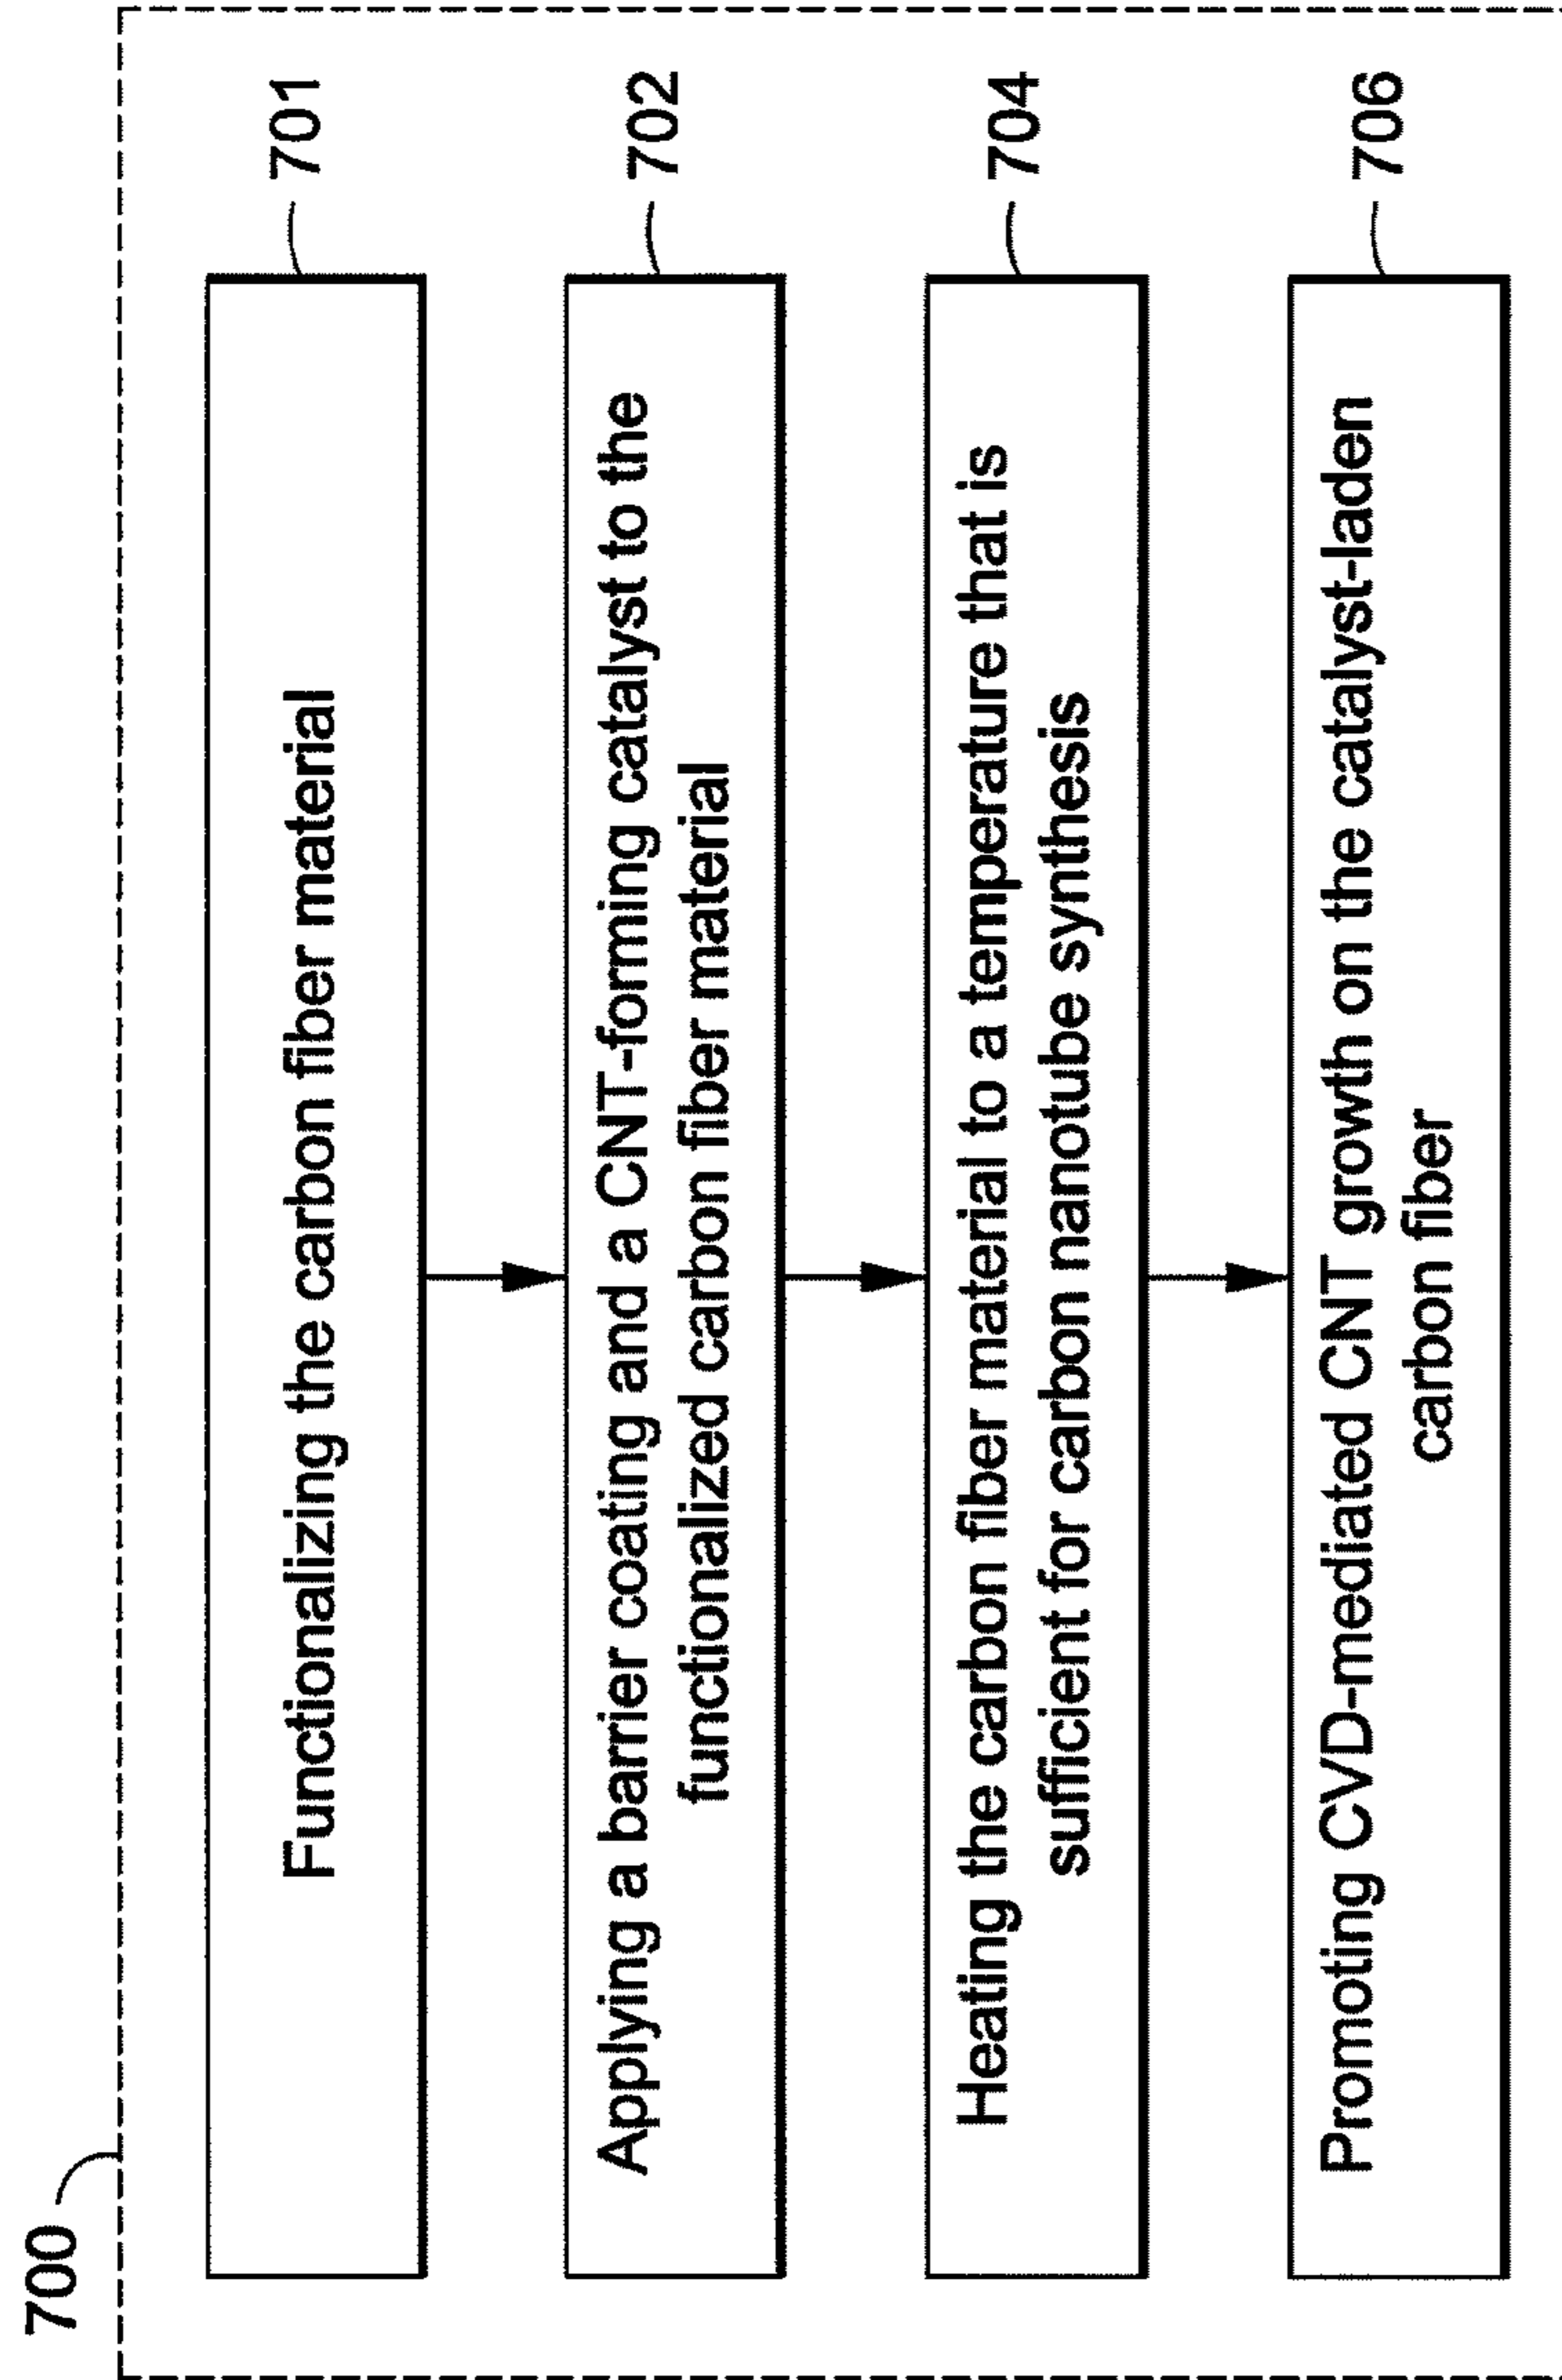 700
Functionalizing the carbon fiber material
701
Applying a barrier coating and a CNT-forming catalyst to the
functionalized carbon fiber material
702
Heating the carbon fiber material to a temperature that is
sufficient for carbon nanotube synthesis
704
Promoting CVD-mediated CNT growth on the catalyst-laden
carbon fiber
706